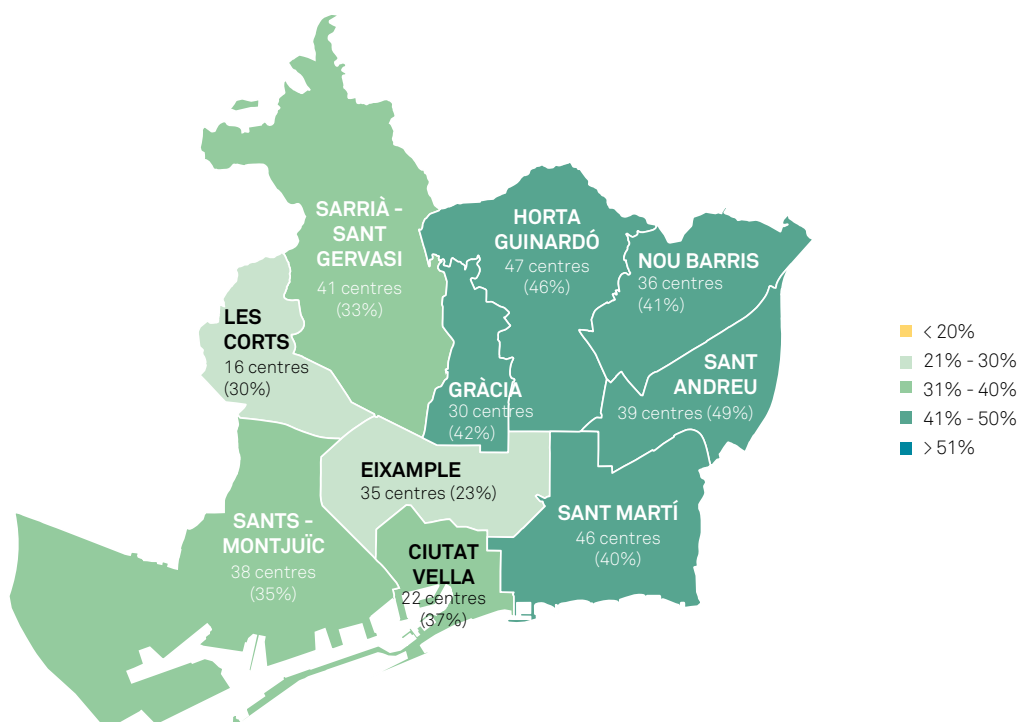 SARRIÀ -
SANT
GERVASI
41 centres
(33%)
HORTA
GUINARDÓ
47 centres
(46%)
NOU BARRIS
36 centres
(41%)
LES
CORTS
16 centres
(30%)
GRÀCIA
30 centres
(42%)
SANT
ANDREU
39 centres (49%)
EIXAMPLE
35 centres (23%)
SANT MARTÍ
46 centres
(40%)
SANTS -
MONTJUÏC
38 centres
(35%)
CIUTAT
VELLA
22 centres
(37%)
< 20%
21% - 30%
31% - 40%
41% - 50%
> 51%